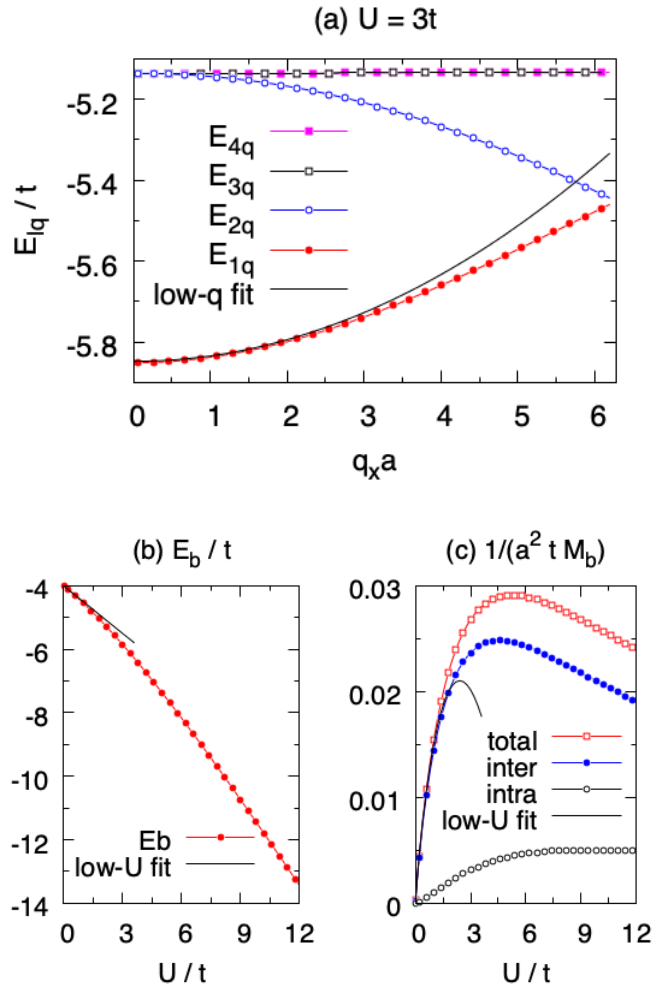 (a) U = 3t
-5.2
-5.4
-5.6
-5.8
E_lq / t
E_4q
E_3q
E_2q
E_1q
low-q fit
0 1 2 3 4 5 6
q_x a
(b) E_b / t
-4
-6
-8
-10
-12
-14
Eb
low-U fit
0 3 6 9 12
U / t
(c) 1/(a^2 t M_b)
0.03
0.02
0.01
0
total
inter
intra
low-U fit
0 3 6 9 12
U / t